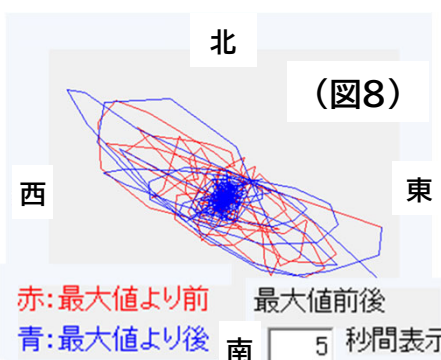 北
（図8）
西
東
赤:最大値より前
最大値前後
青:最大値より後
南
5 秒間表示